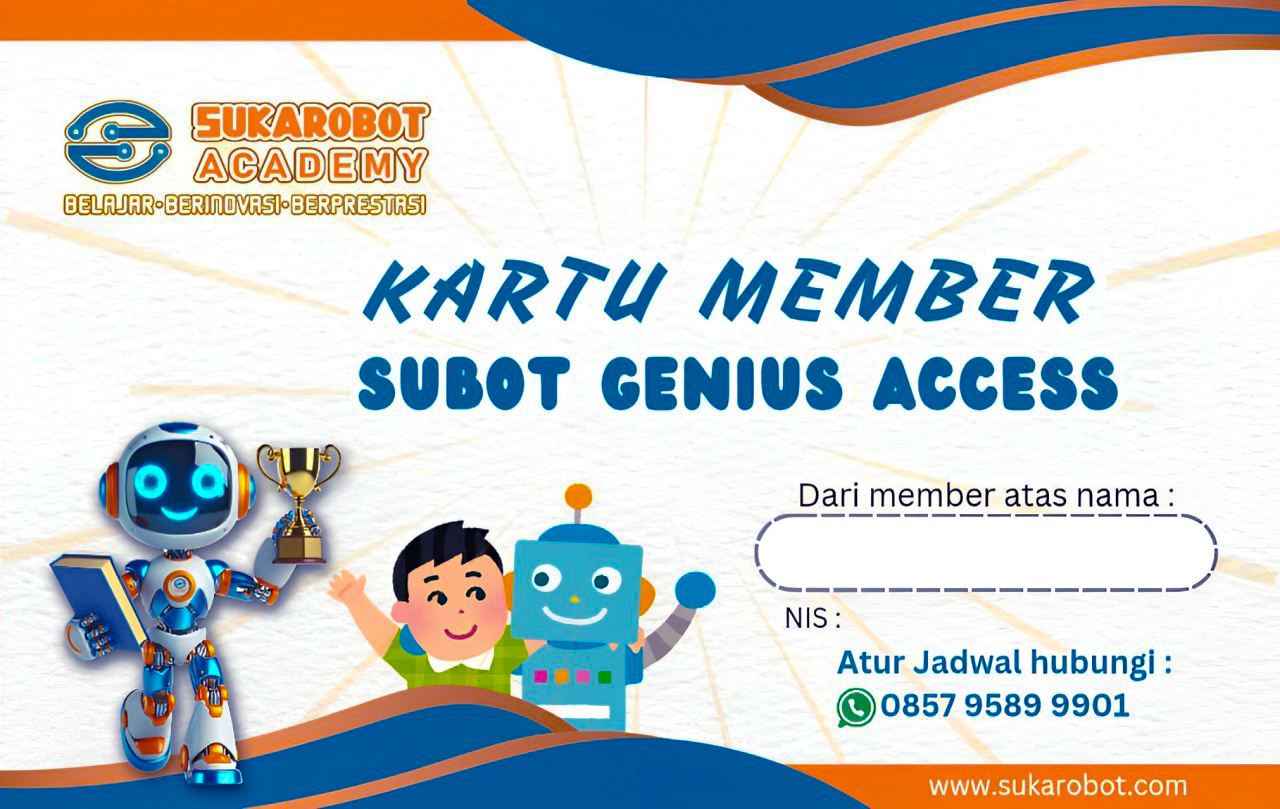 SUKAROBOT
ACADEMY
BELAJAR·BERINOVASI·BERPRESTASI
KARTU MEMBER
SUBOT GENIUS ACCESS
Dari member atas nama :
NIS :
Atur Jadwal hubungi :
0857 9589 9901
www.sukarobot.com